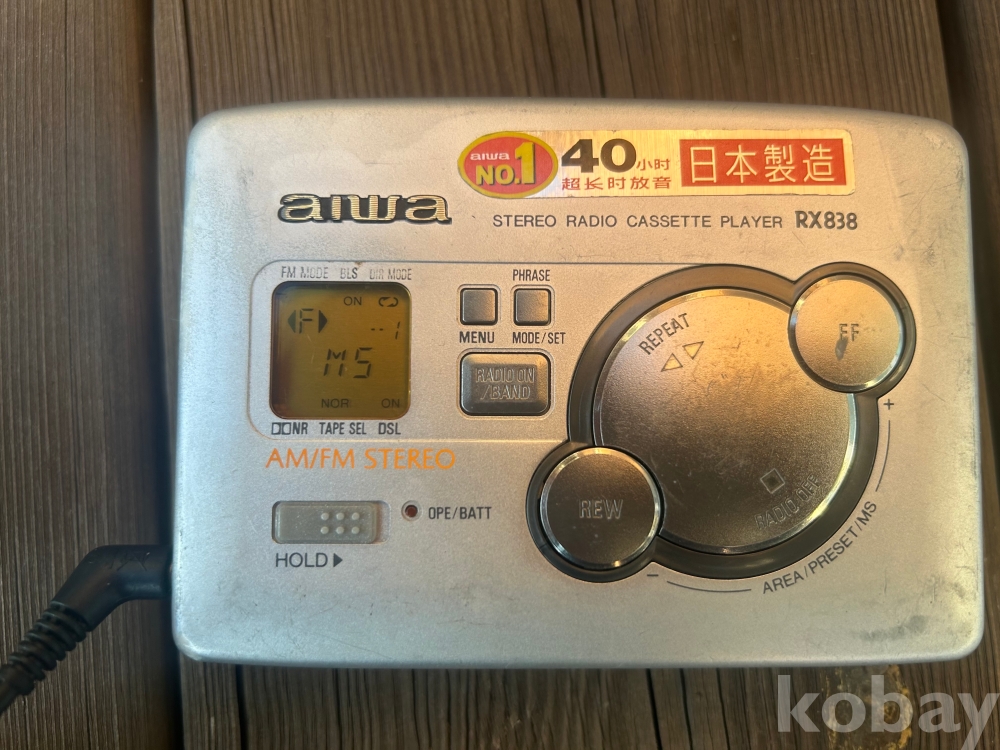 aiwa
NO.1
40小时
超长时放音
日本製造
aiwa
STEREO RADIO CASSETTE PLAYER RX838
FM MODE BLS DIR MODE
ON
F
--1
MS
NOR ON
DNR TAPE SEL DSL
PHRASE
MENU MODE/SET
RADIO ON
/BAND
REPEAT
FF
+
REW
RADIO OFF
−
AREA/PRESET/MS
AM/FM STEREO
OPE/BATT
HOLD
kobay